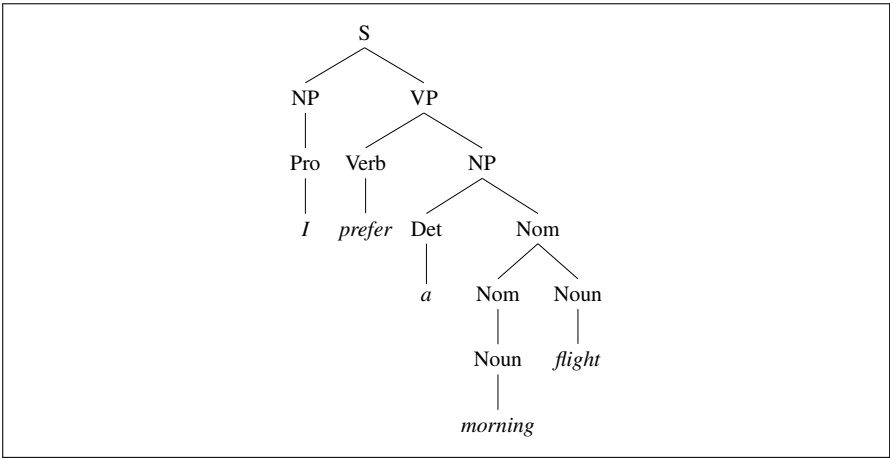 S
NP VP
Pro Verb NP
I prefer Det Nom
a Nom Noun
Noun flight
morning